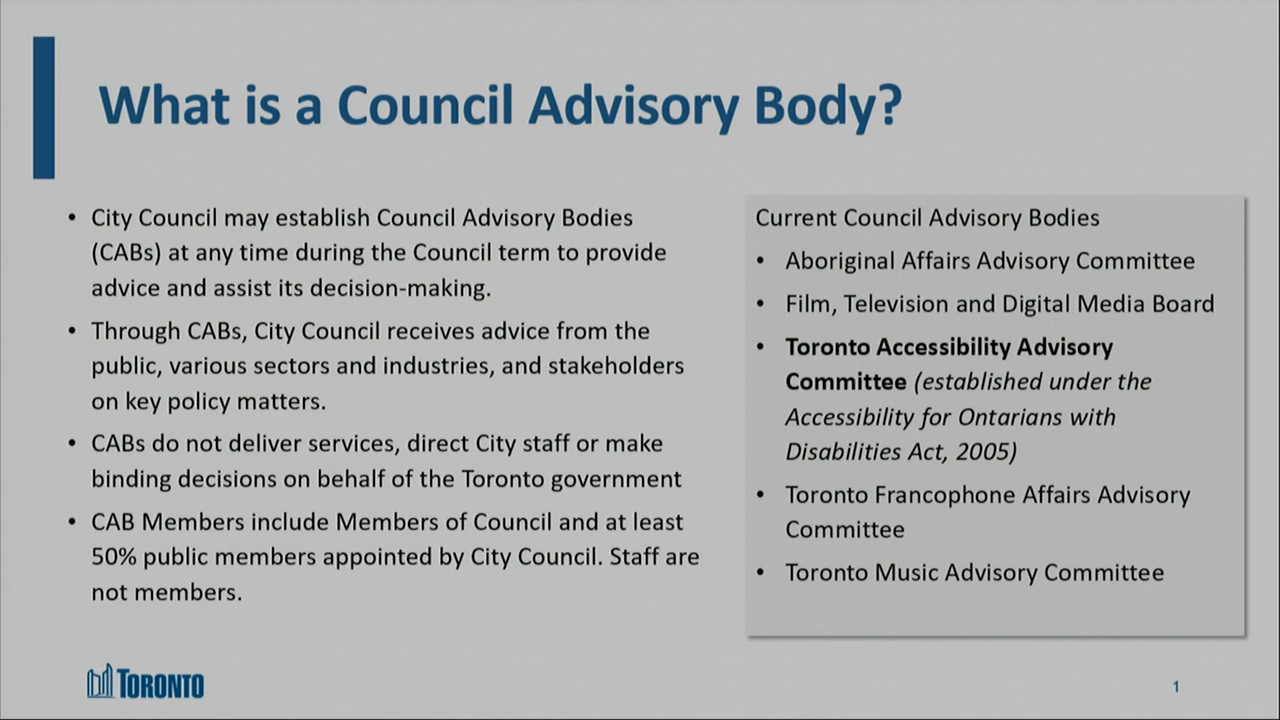 What is a Council Advisory Body?
• City Council may establish Council Advisory Bodies
(CABs) at any time during the Council term to provide
advice and assist its decision-making.
• Through CABs, City Council receives advice from the
public, various sectors and industries, and stakeholders
on key policy matters.
• CABs do not deliver services, direct City staff or make
binding decisions on behalf of the Toronto government
• CAB Members include Members of Council and at least
50% public members appointed by City Council. Staff are
not members.
Current Council Advisory Bodies
• Aboriginal Affairs Advisory Committee
• Film, Television and Digital Media Board
• Toronto Accessibility Advisory
Committee (established under the
Accessibility for Ontarians with
Disabilities Act, 2005)
• Toronto Francophone Affairs Advisory
Committee
• Toronto Music Advisory Committee
TORONTO
1